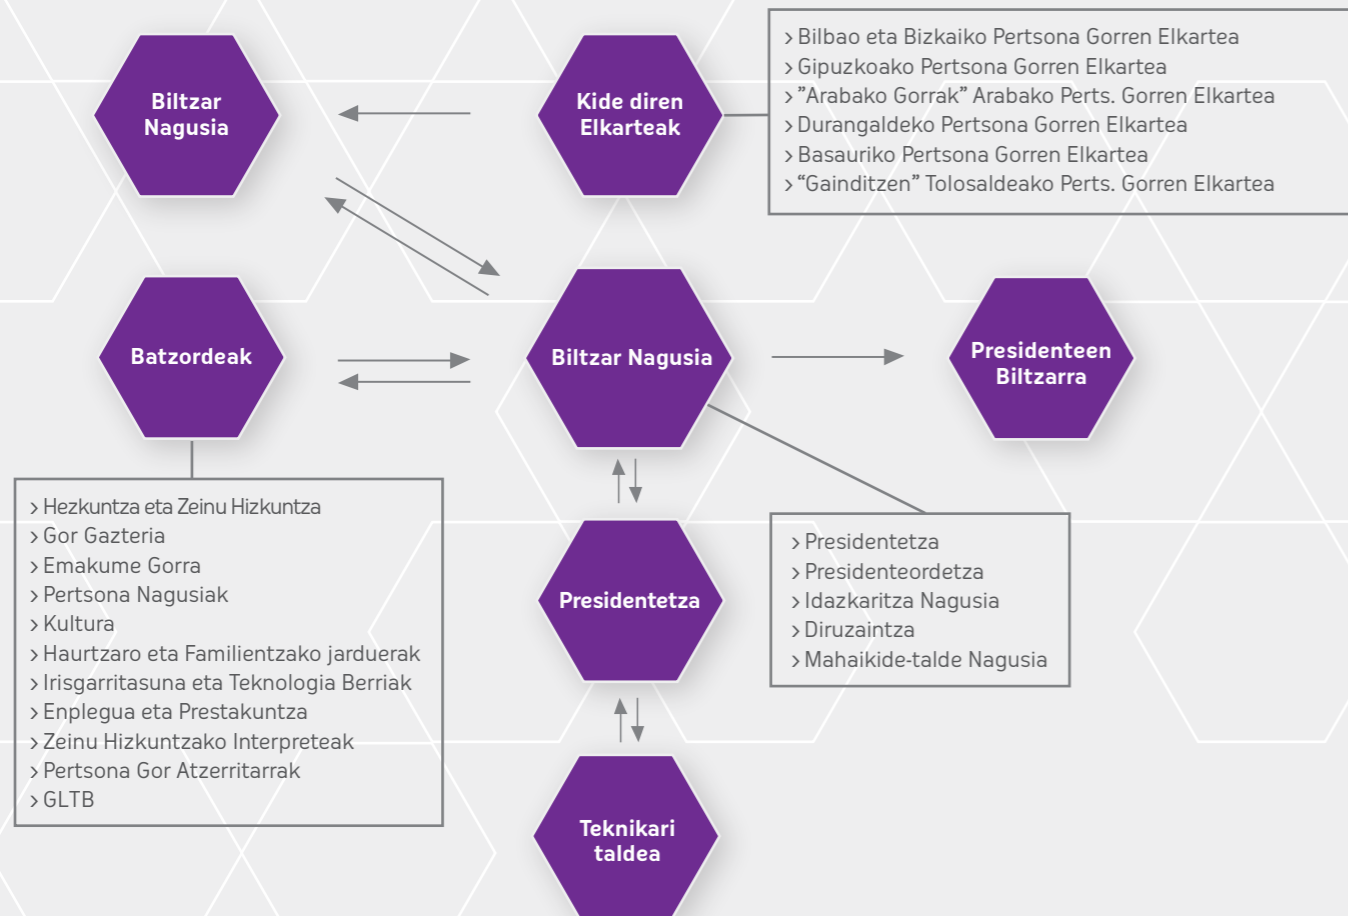 Biltzar
Nagusia
Kide diren
Elkarteak
› Bilbao eta Bizkaiko Pertsona Gorren Elkartea
› Gipuzkoako Pertsona Gorren Elkartea
› ”Arabako Gorrak” Arabako Perts. Gorren Elkartea
› Durangaldeko Pertsona Gorren Elkartea
› Basauriko Pertsona Gorren Elkartea
› “Gainditzen” Tolosaldeako Perts. Gorren Elkartea
Batzordeak
Biltzar Nagusia
Presidenteen
Biltzarra
› Hezkuntza eta Zeinu Hizkuntza
› Gor Gazteria
› Emakume Gorra
› Pertsona Nagusiak
› Kultura
› Haurtzaro eta Familientzako jarduerak
› Irisgarritasuna eta Teknologia Berriak
› Enplegua eta Prestakuntza
› Zeinu Hizkuntzako Interpreteak
› Pertsona Gor Atzerritarrak
› GLTB
Presidentetza
› Presidentetza
› Presidenteordetza
› Idazkaritza Nagusia
› Diruzaintza
› Mahaikide-talde Nagusia
Teknikari
taldea